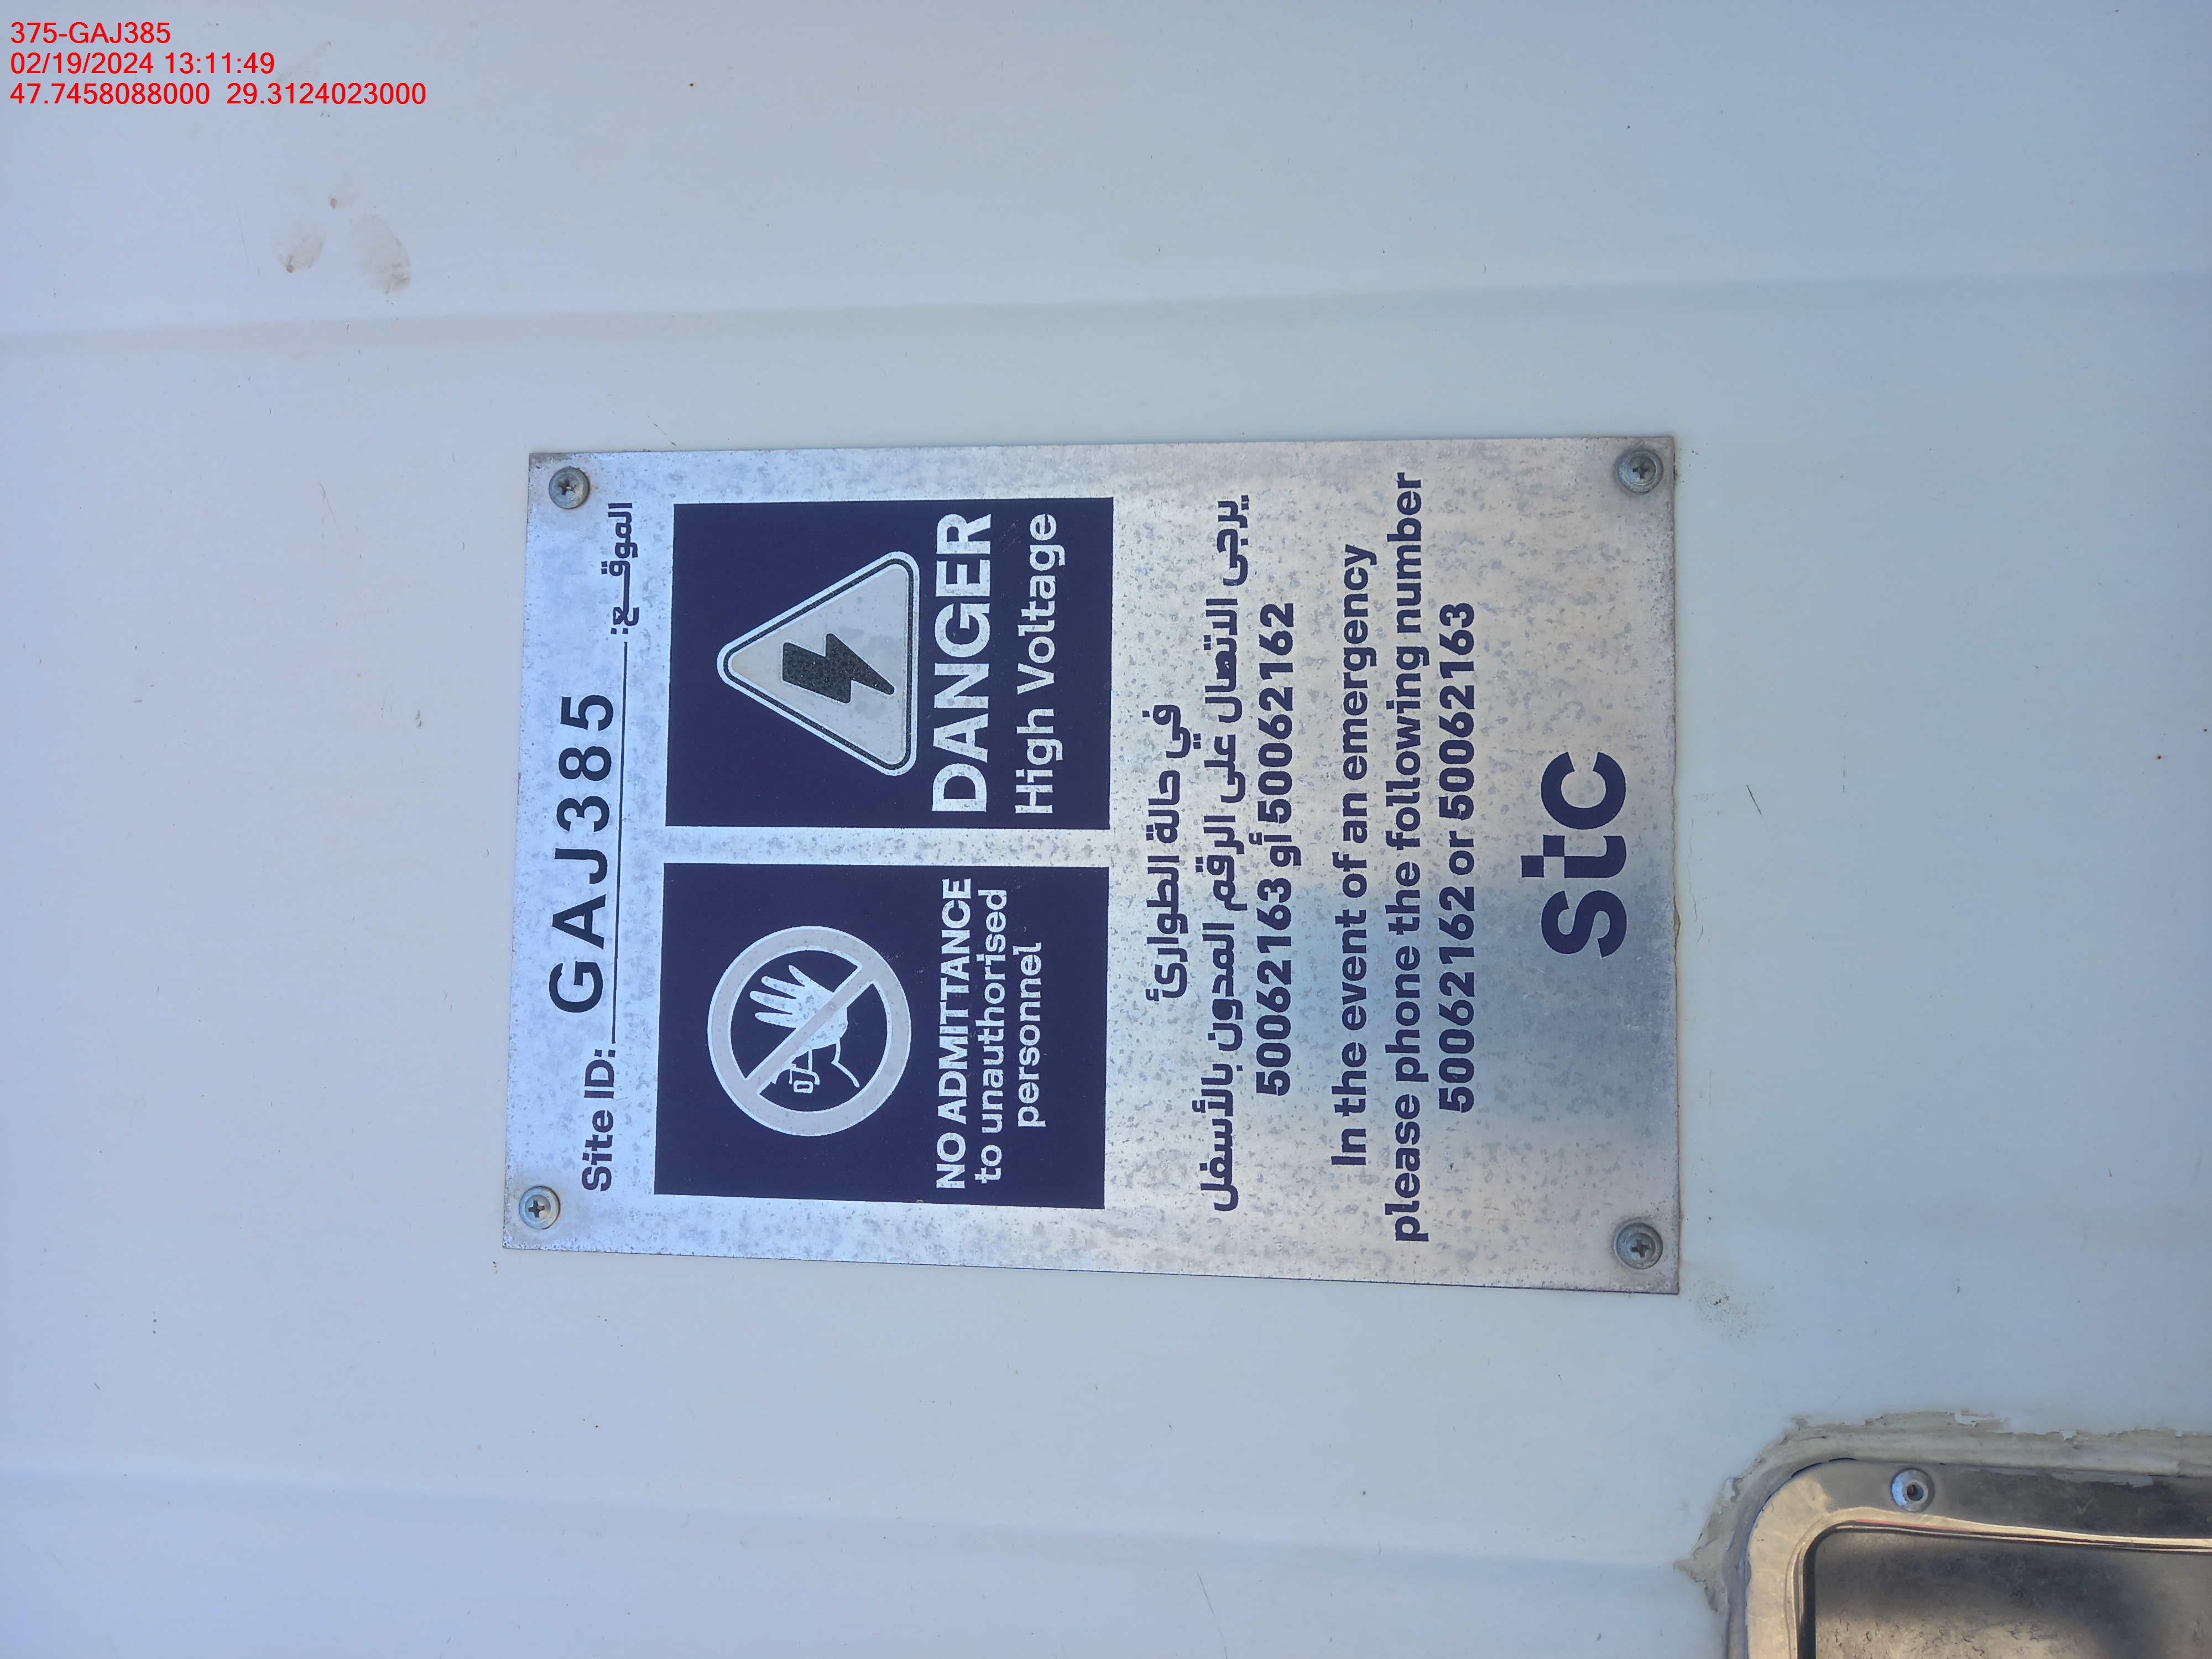 375-GAJ385
02/19/2024 13:11:49
47.7458088000 29.3124023000
Site ID: GAJ385 الموقـــع:
NO ADMITTANCE
to unauthorised
personnel
DANGER
High Voltage
في حالة الطوارئ
يرجى الاتصال على الرقم المدون بالأسفل
50062163 أو 50062162
In the event of an emergency
please phone the following number
50062162 or 50062163
stc